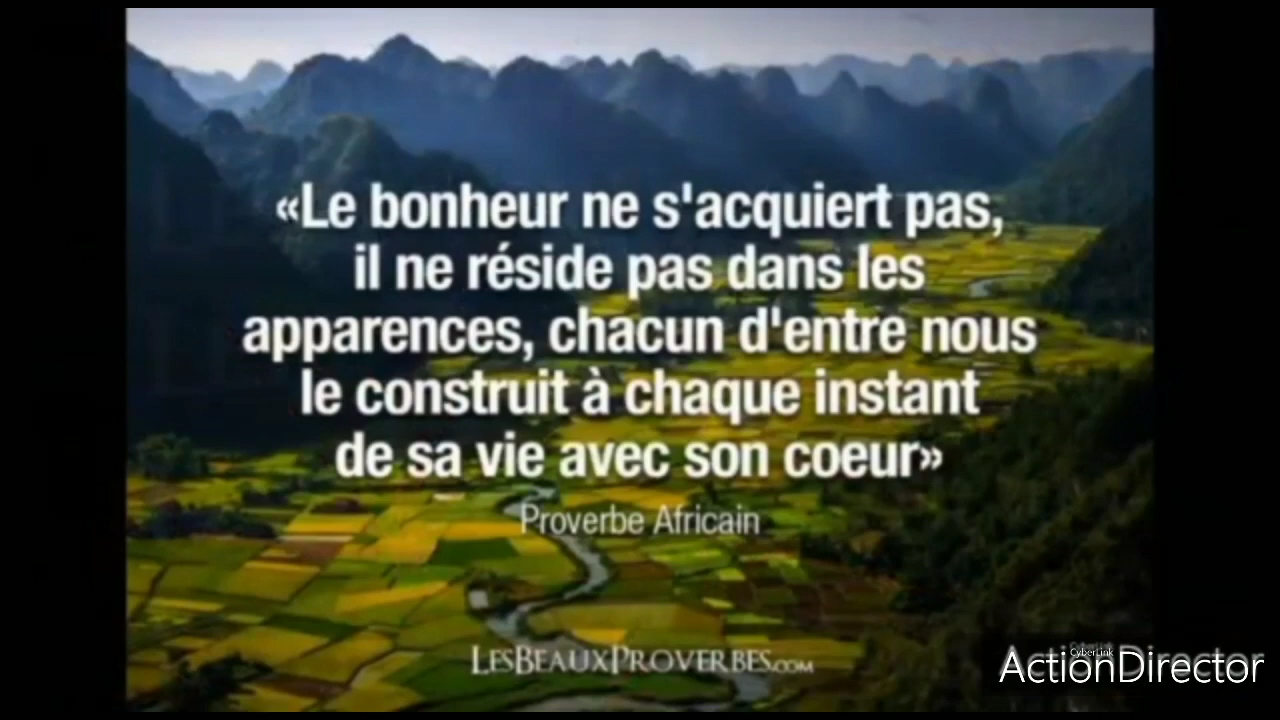 «Le bonheur ne s'acquiert pas,
il ne réside pas dans les
apparences, chacun d'entre nous
le construit à chaque instant
de sa vie avec son coeur»
Proverbe Africain
LESBEAUXPROVERBES.COM
CyberLink
ActionDirector